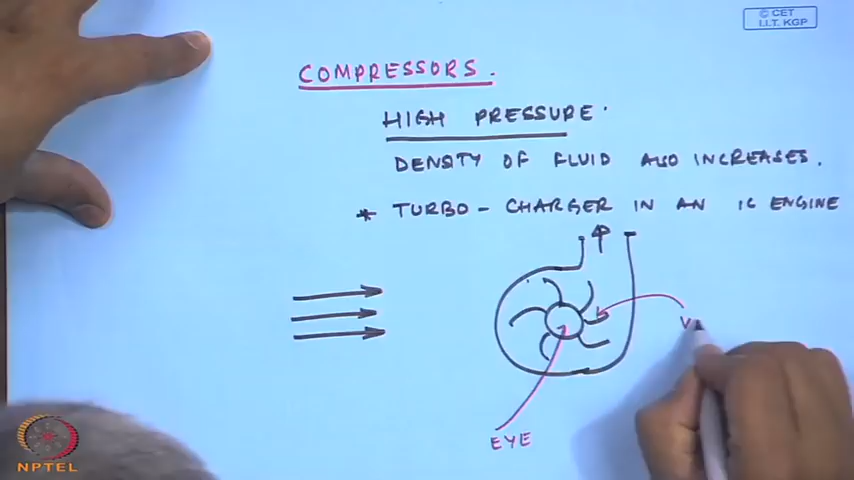 © CET
I.I.T. KGP
COMPRESSORS.
HIGH PRESSURE.
DENSITY OF FLUID ALSO INCREASES.
* TURBO - CHARGER IN AN IC ENGINE
V
EYE
NPTEL